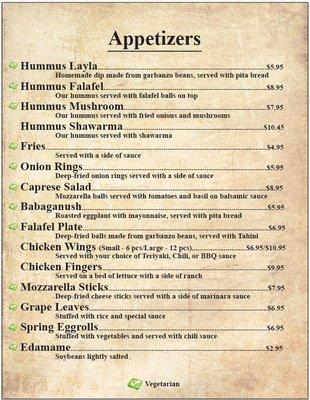 Appetizers
Hummus Layla $5.95
Homemade dip made from garbanzo beans, served with pita bread
Hummus Falafel $8.95
Our hummus served with falafel balls on top
Hummus Mushroom $7.95
Our hummus served with fried onions and mushrooms
Hummus Shawarma $10.45
Our hummus served with shawarma
Fries $4.95
Served with a side of sauce
Onion Rings $5.95
Deep-fried onion rings served with a side of sauce
Caprese Salad $8.95
Mozzarella balls served with tomatoes and basil on balsamic sauce
Babaganush $5.95
Roasted eggplant with mayonnaise, served with pita bread
Falafel Plate $6.95
Deep-fried balls made from garbanzo beans, served with Tahini
Chicken Wings (Small - 6 pcs/Large - 12 pcs) $6.95/$10.95
Served with your choice of Teriyaki, Chili, or BBQ sauce
Chicken Fingers $9.95
Served on a bed of lettuce with a side of ranch
Mozzarella Sticks $7.95
Deep-fried cheese sticks served with a side of marinara sauce
Grape Leaves $6.95
Stuffed with rice and special sauce
Spring Eggrolls $6.95
Stuffed with vegetables and served with chili sauce
Edamame $2.95
Soybeans lightly salted
Vegetarian